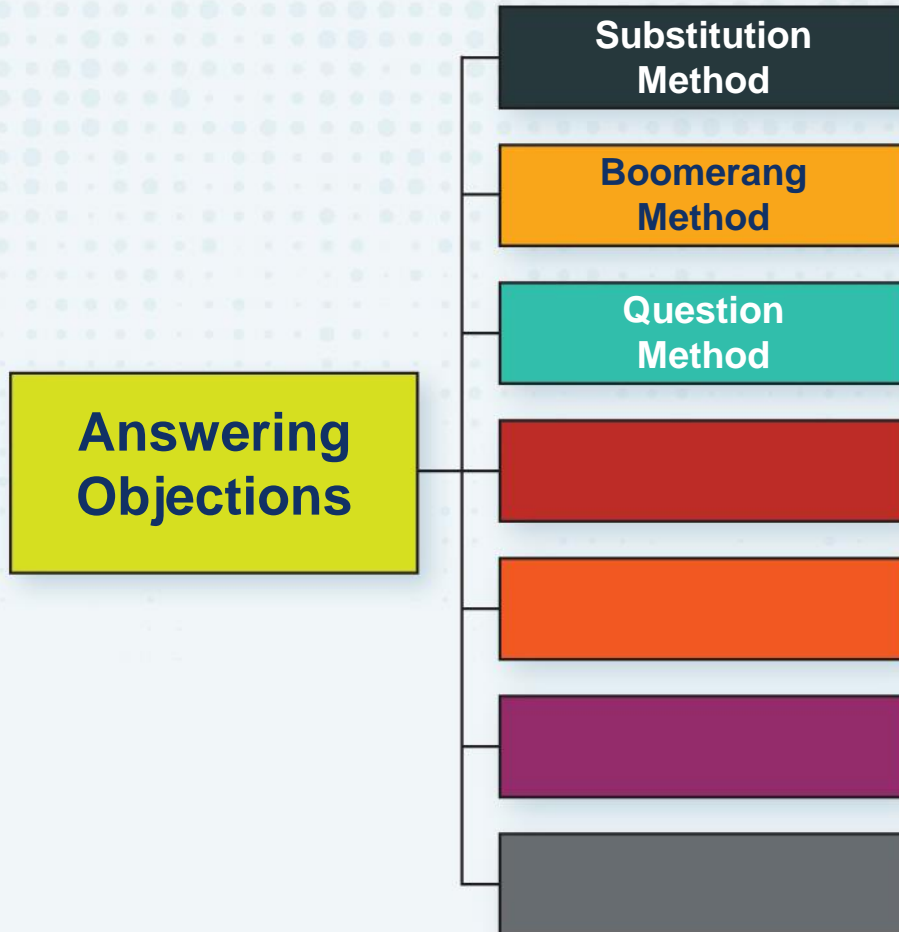 Substitution
Method
Boomerang
Method
Question
Method
Answering
Objections